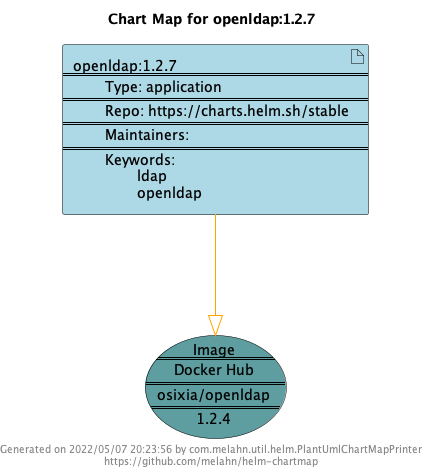 Chart Map for openldap:1.2.7
openldap:1.2.7
Type: application
Repo: https://charts.helm.sh/stable
Maintainers:
Keywords:
ldap
openldap
Image
Docker Hub
osixia/openldap
1.2.4
Generated on 2022/05/07 20:23:56 by com.melahn.util.helm.PlantUmlChartMapPrinter
https://github.com/melahn/helm-chartmap